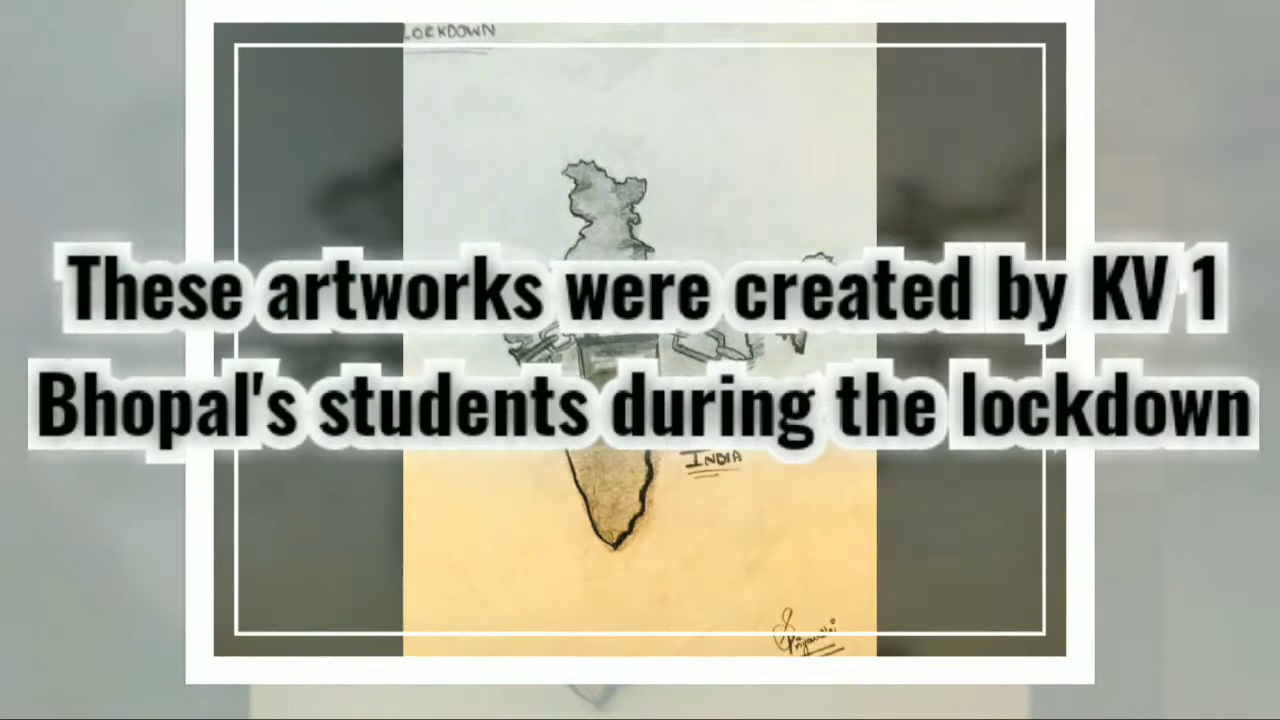 LOCKDOWN
These artworks were created by KV 1
Bhopal's students during the lockdown
INDIA